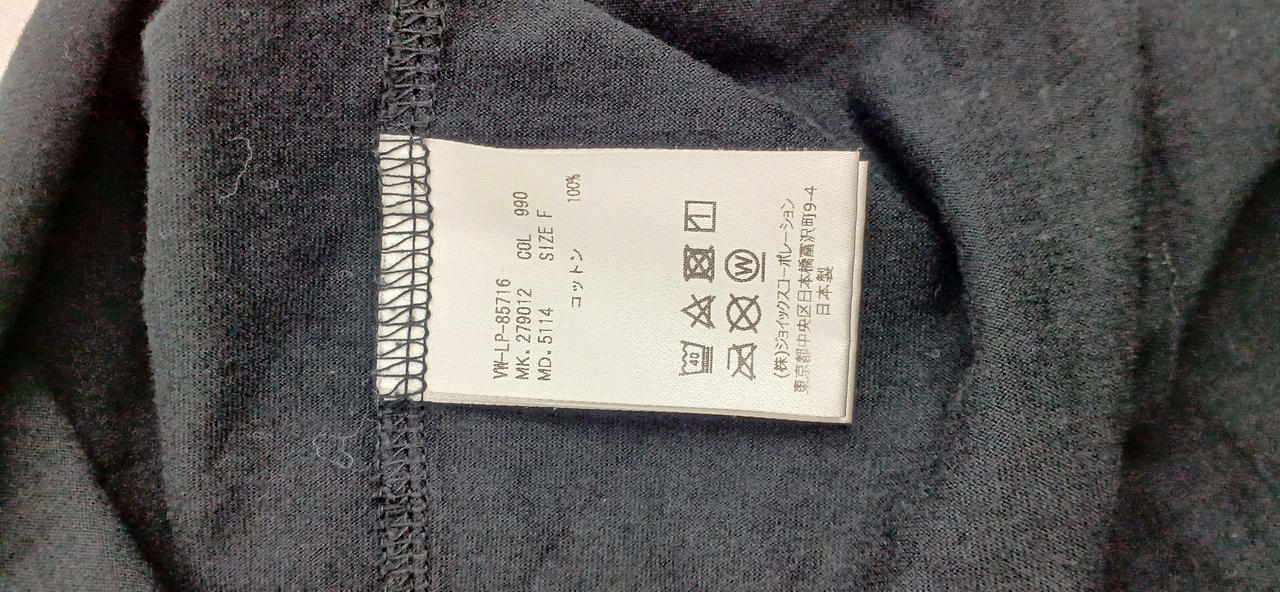 VW-LP-85716
MK. 279012 COL 990
MD. 5114 SIZE F
コットン 100%
40
W
(株)ジョイックスコーポレーション
東京都中央区日本橋富沢町9-4
日本製